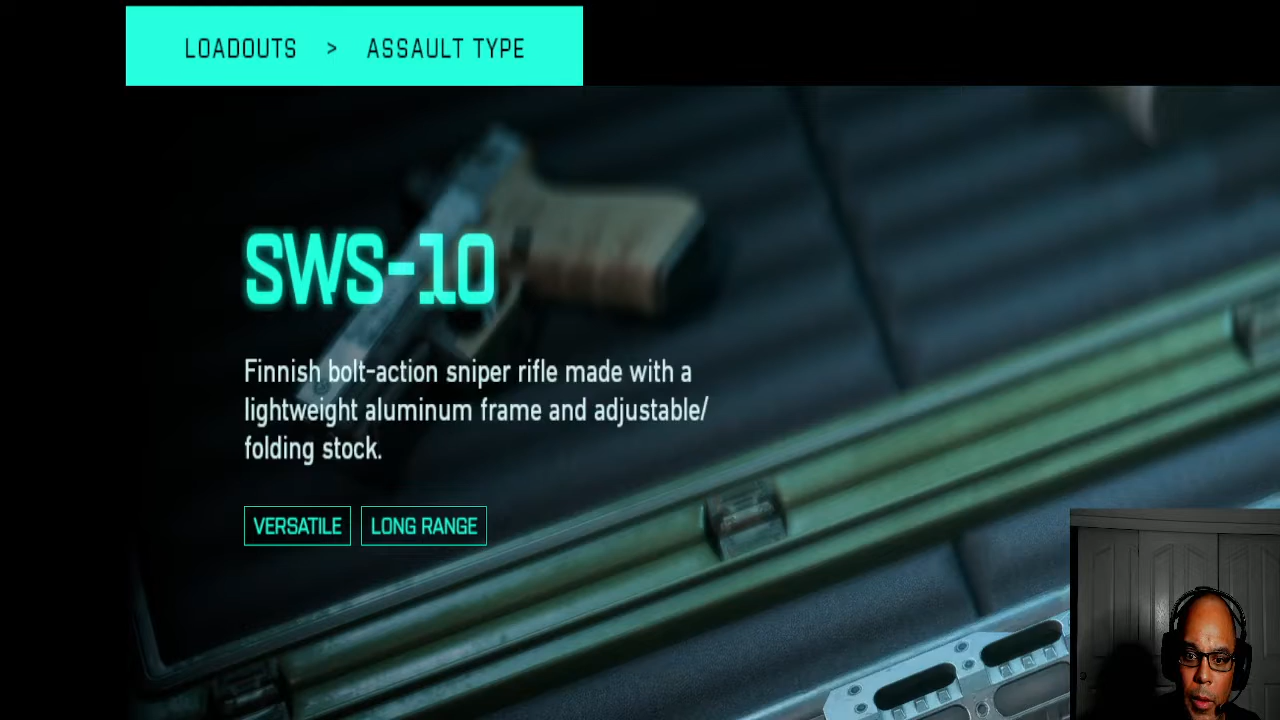 LOADOUTS > ASSAULT TYPE
SWS-10
Finnish bolt-action sniper rifle made with a
lightweight aluminum frame and adjustable/
folding stock.
VERSATILE LONG RANGE